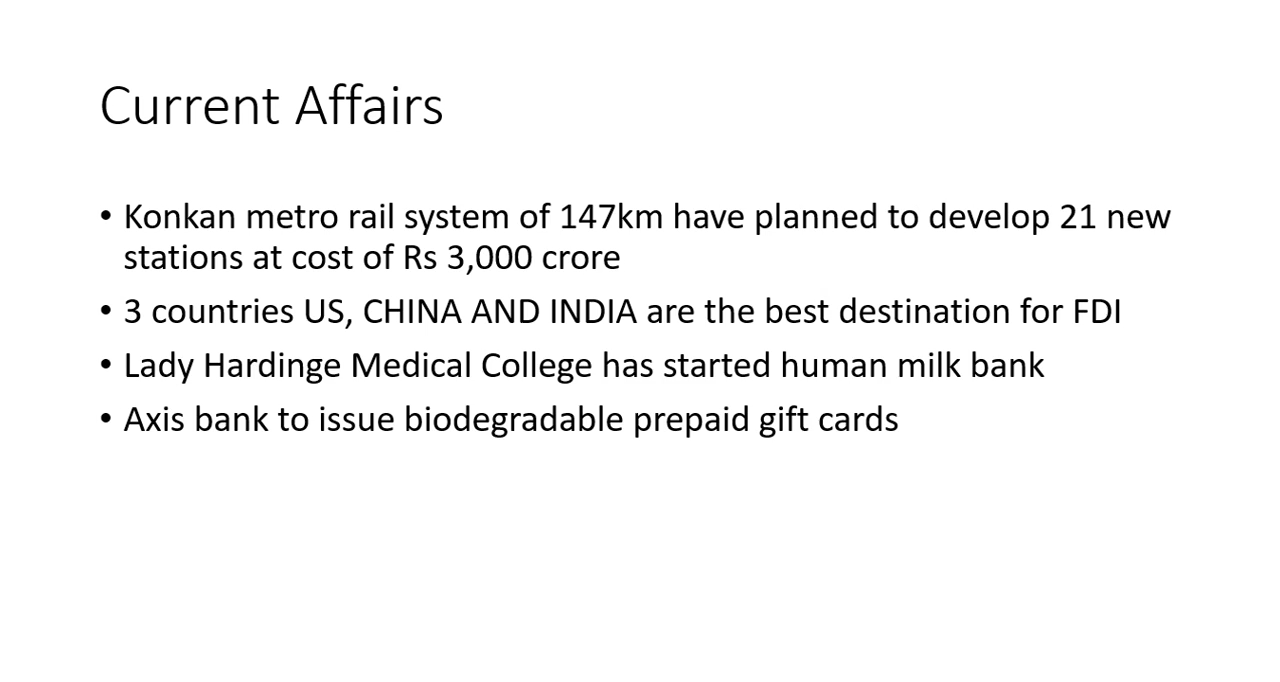 Current Affairs
• Konkan metro rail system of 147km have planned to develop 21 new
stations at cost of Rs 3,000 crore
• 3 countries US, CHINA AND INDIA are the best destination for FDI
• Lady Hardinge Medical College has started human milk bank
• Axis bank to issue biodegradable prepaid gift cards